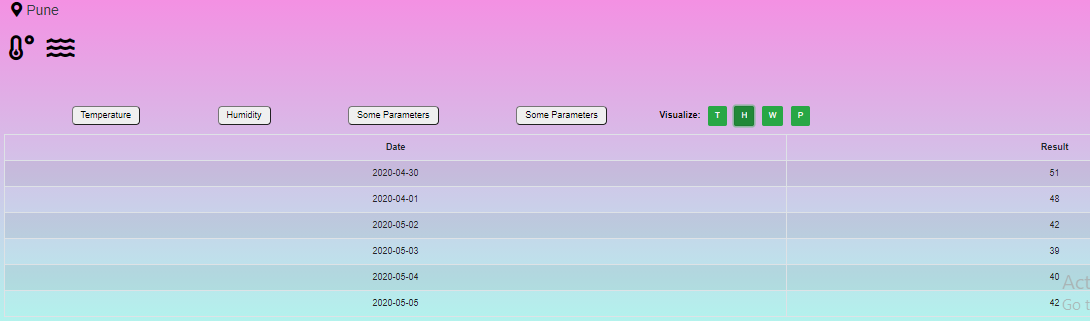 Pune
Temperature Humidity Some Parameters Some Parameters Visualize: T H W P
Date Result
2020-04-30 51
2020-04-01 48
2020-05-02 42
2020-05-03 39
2020-05-04 40
2020-05-05 42
Act
Go t